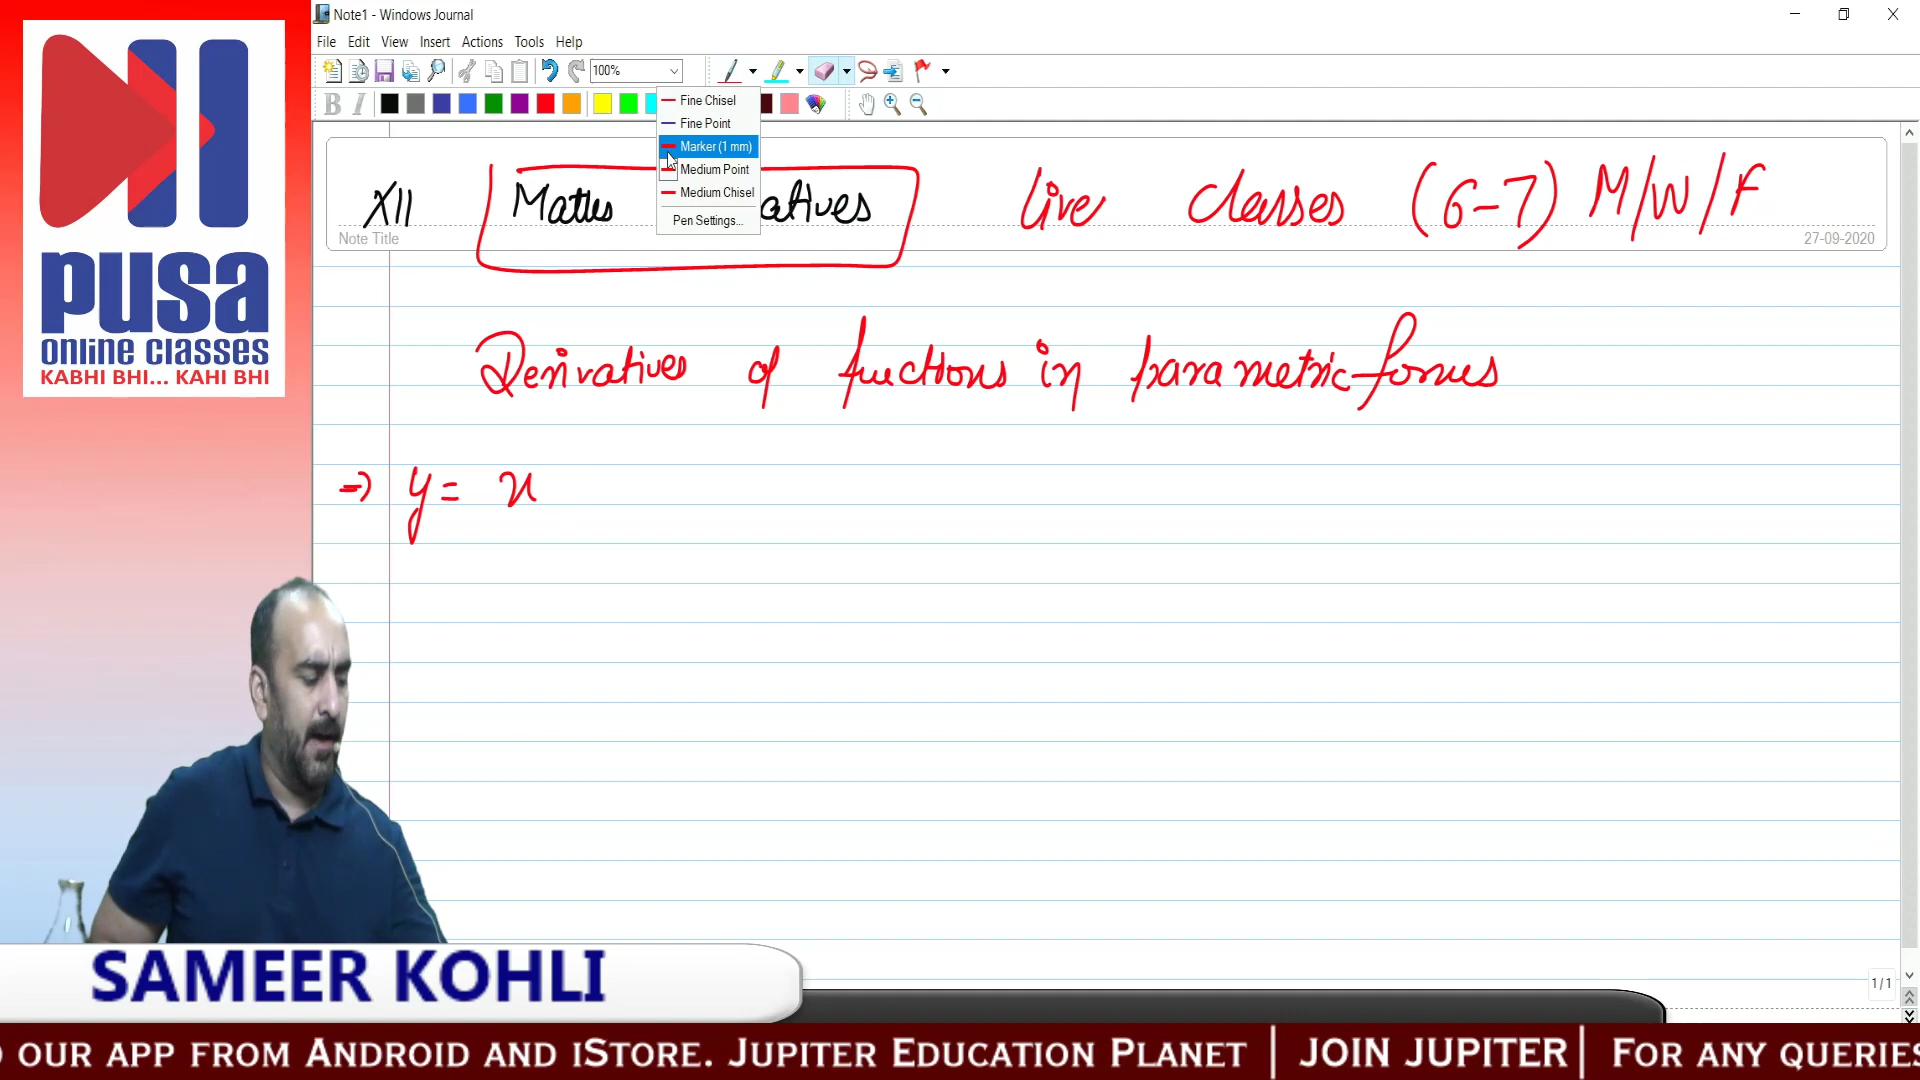 Note1 - Windows Journal
File Edit View Insert Actions Tools Help
100%
B I
Fine Chisel
Fine Point
Marker (1 mm)
Medium Point
Medium Chisel
Pen Settings...
XII Maths atives Live Classes (6-7) M/W/F
Note Title
27-09-2020
Derivatives of functions in parametric forms
⇒ y = x
PUSA
online classes
KABHI BHI... KAHI BHI
1/1
SAMEER KOHLI
OUR APP FROM ANDROID AND ISTORE. JUPITER EDUCATION PLANET | JOIN JUPITER | FOR ANY QUERIES